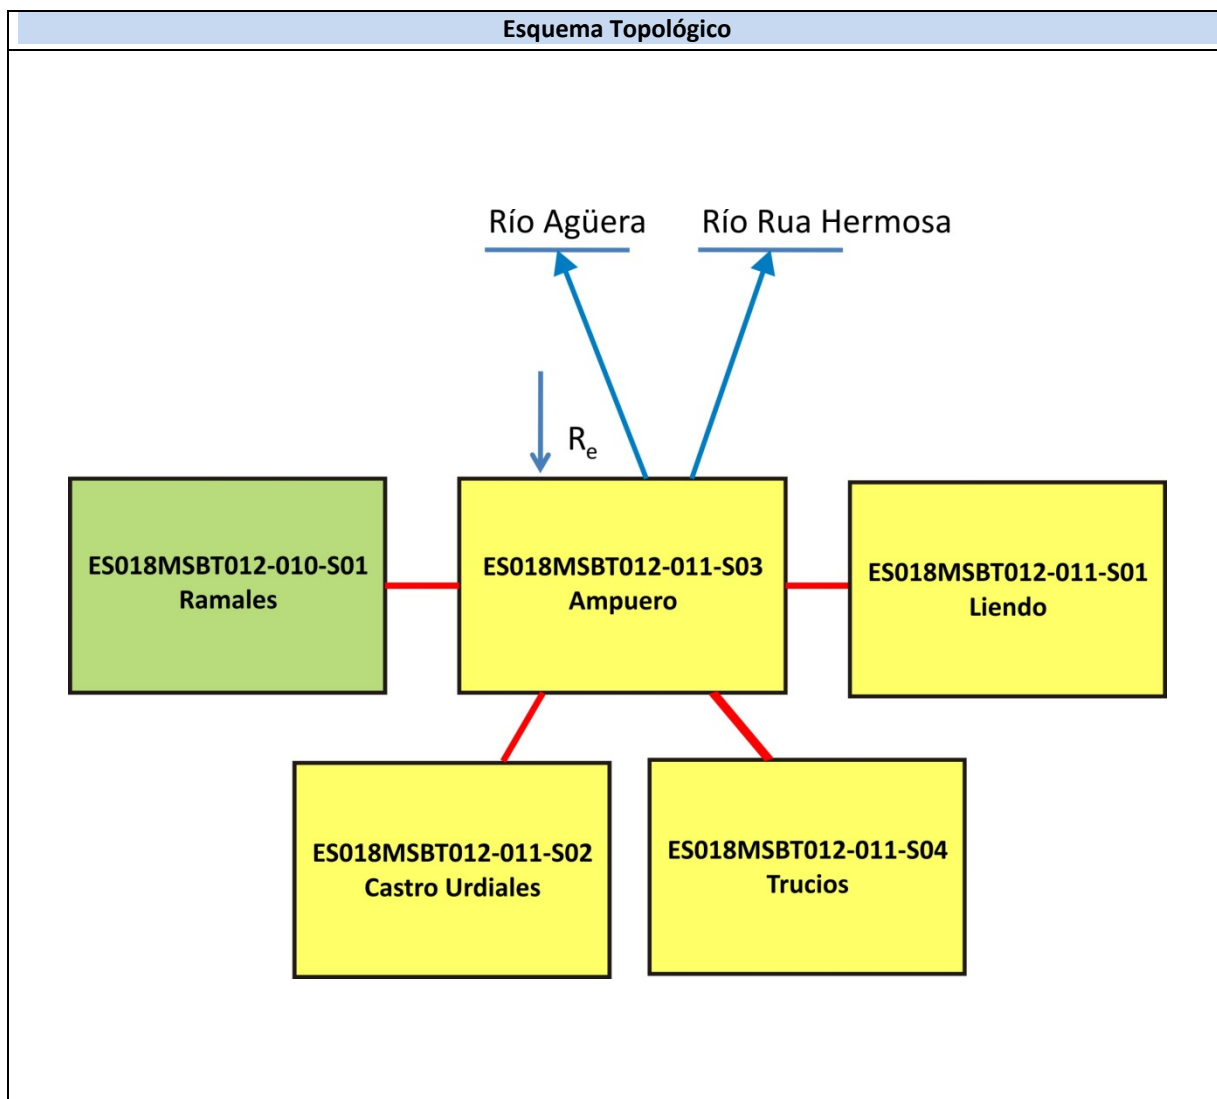 Esquema Topológico
Río Agüera
Río Rua Hermosa
Re
ES018MSBT012-010-S01
Ramales
ES018MSBT012-011-S03
Ampuero
ES018MSBT012-011-S01
Liendo
ES018MSBT012-011-S02
Castro Urdiales
ES018MSBT012-011-S04
Trucios